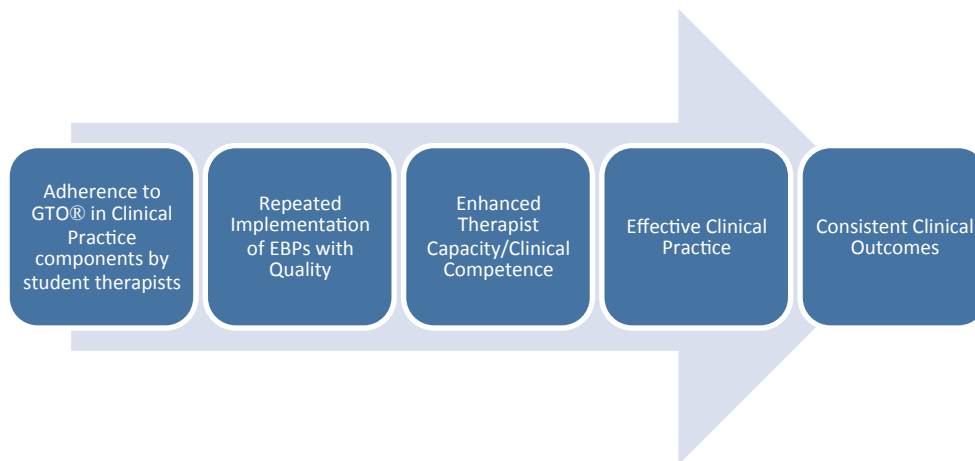 Adherence to
GTO® in Clinical
Practice
components by
student therapists
Repeated
Implementation
of EBPs with
Quality
Enhanced
Therapist
Capacity/Clinical
Competence
Effective Clinical
Practice
Consistent Clinical
Outcomes